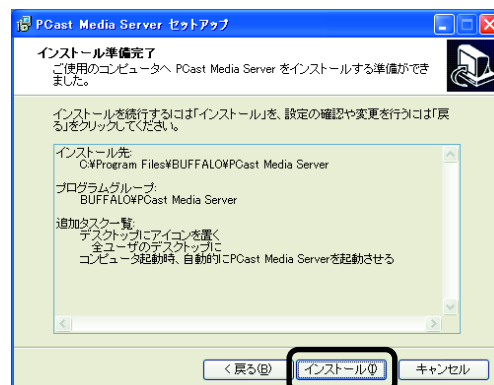 PCast Media Server セットアップ
インストール準備完了
ご使用のコンピュータへ PCast Media Server をインストールする準備ができ
ました。
インストールを続行するには「インストール」を、設定の確認や変更を行うには「戻
る」をクリックしてください。
インストール先:
C:¥Program Files¥BUFFALO¥PCast Media Server
プログラムグループ:
BUFFALO¥PCast Media Server
追加タスク一覧:
デスクトップにアイコンを置く
全ユーザのデスクトップに
コンピュータ起動時、自動的にPCast Media Serverを起動させる
< 戻る(B)
インストール(I)
キャンセル